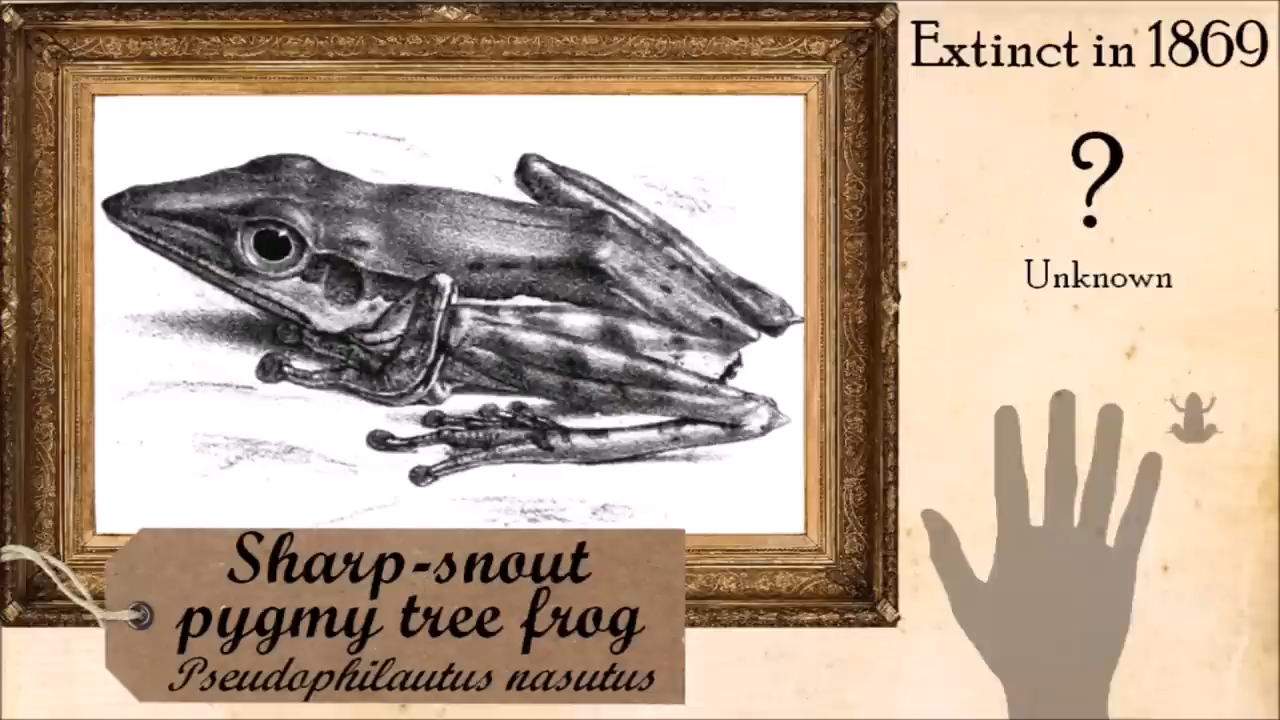 Extinct in 1869
?
Unknown
Sharp-snout
pygmy tree frog
Pseudophilautus nasutus